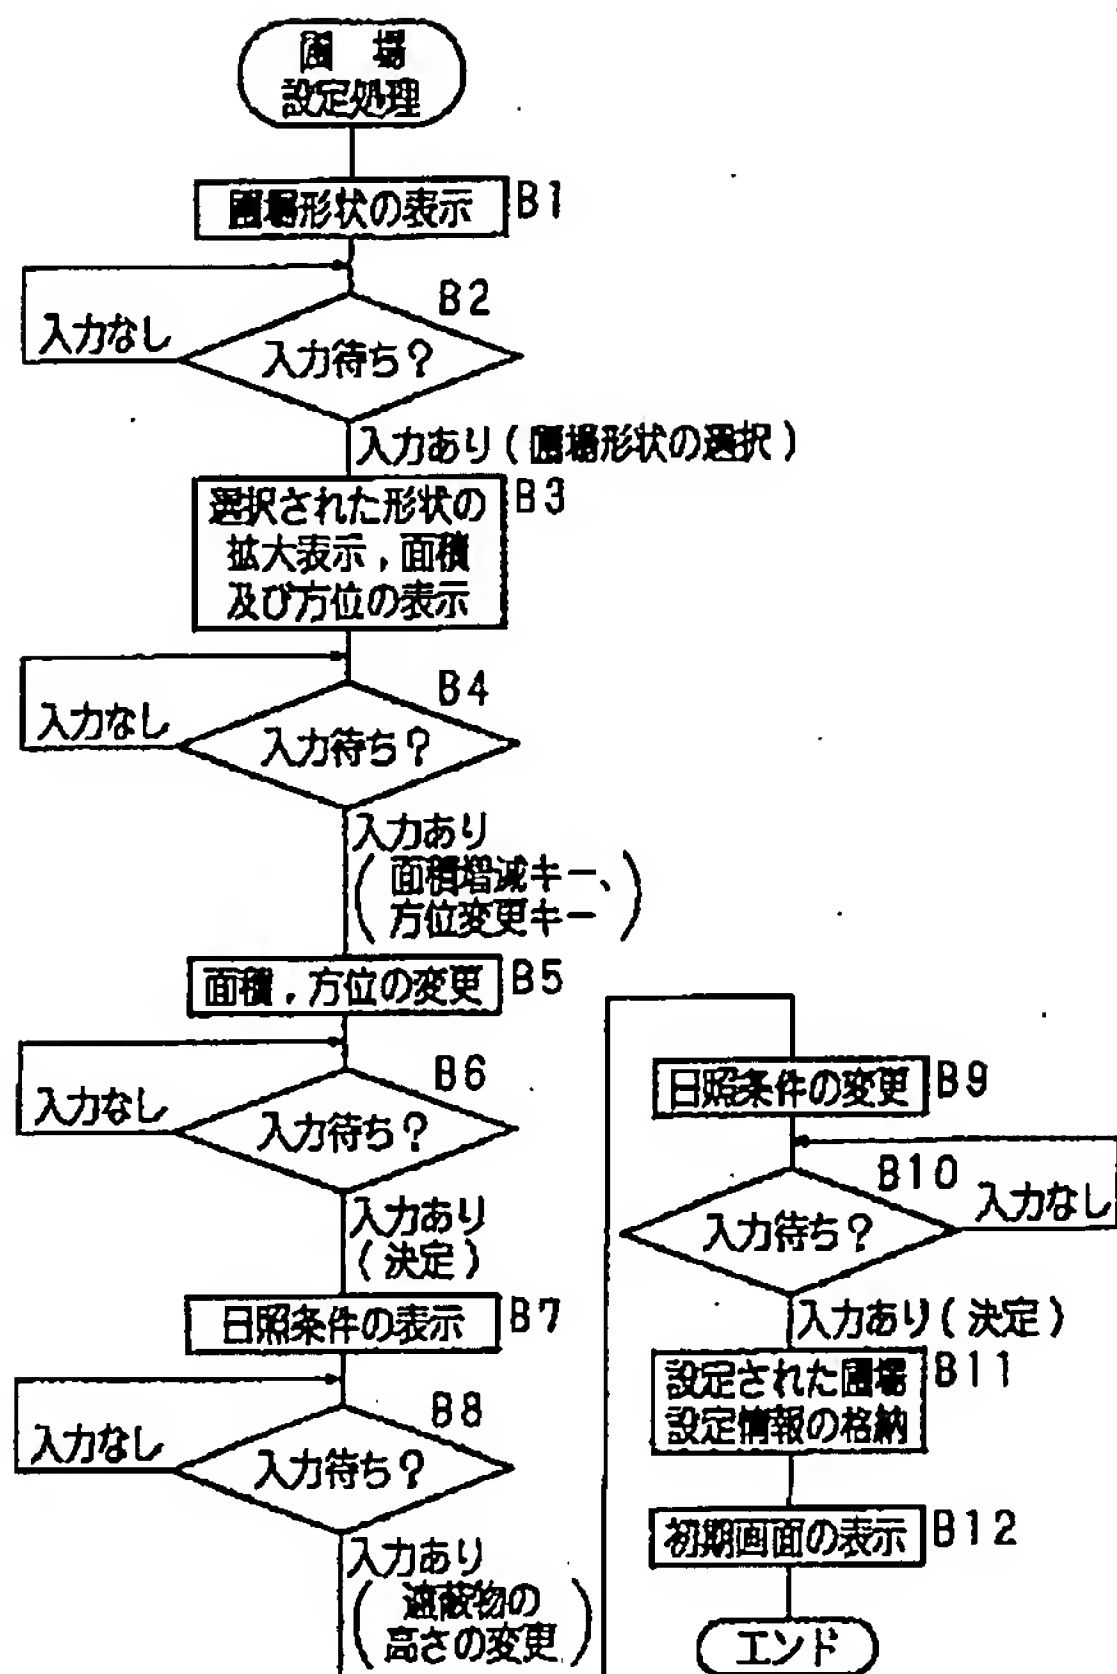 圃場
設定処理
圃場形状の表示 B1
B2
入力なし
入力待ち?
入力あり(圃場形状の選択)
選択された形状の B3
拡大表示,面積
及び方位の表示
B4
入力なし
入力待ち?
入力あり
(面積増減キー、
方位変更キー)
面積,方位の変更 B5
B6
入力なし
入力待ち?
入力あり
(決定)
日照条件の表示 B7
B8
入力なし
入力待ち?
入力あり
(遮蔽物の
高さの変更)
日照条件の変更 B9
B10
入力なし
入力待ち?
入力あり(決定)
設定された圃場 B11
設定情報の格納
初期画面の表示 B12
エンド